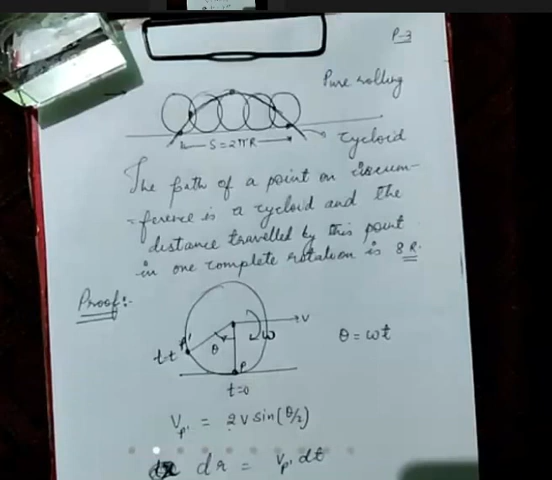 P-3
Pure rolling
S = 2πR
cycloid
The path of a point on circum-
-ference is a cycloid and the
distance travelled by this point
in one complete rotation is 8R.
Proof:-
V
ω
P'
θ
t=t
P
t=0
θ = ωt
Vp' = 2v sin(θ/2)
dr = Vp' dt